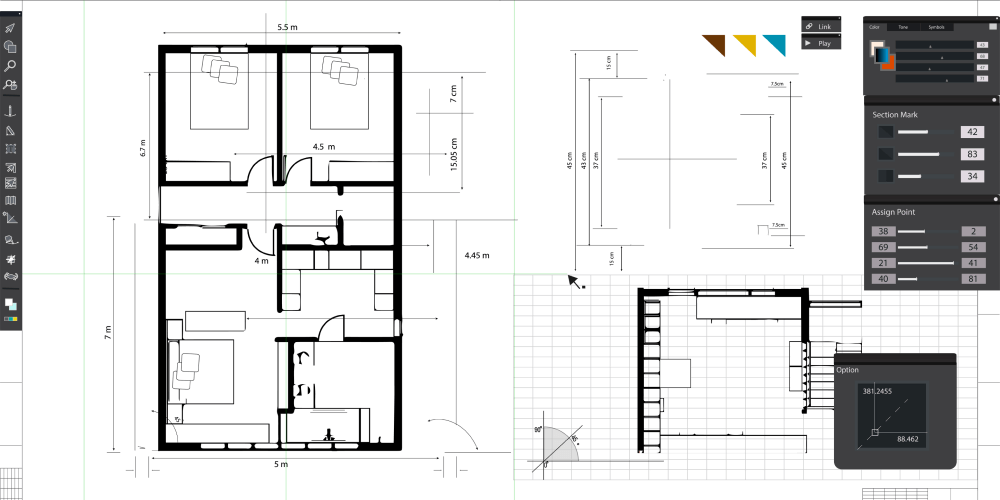 5.5 m
6.7 m
4.5 m
7 cm
15.05 cm
4 m
4.45 m
7 m
5 m
Link
Play
15 cm
7.5cm
45 cm
43 cm
37 cm
37 cm
45 cm
7.5cm
15 cm
Color
Tone
Symbols
Section Mark
42
83
34
Assign Point
38
2
69
54
21
41
40
81
Option
381.2455
88.462
90°
45°
0°